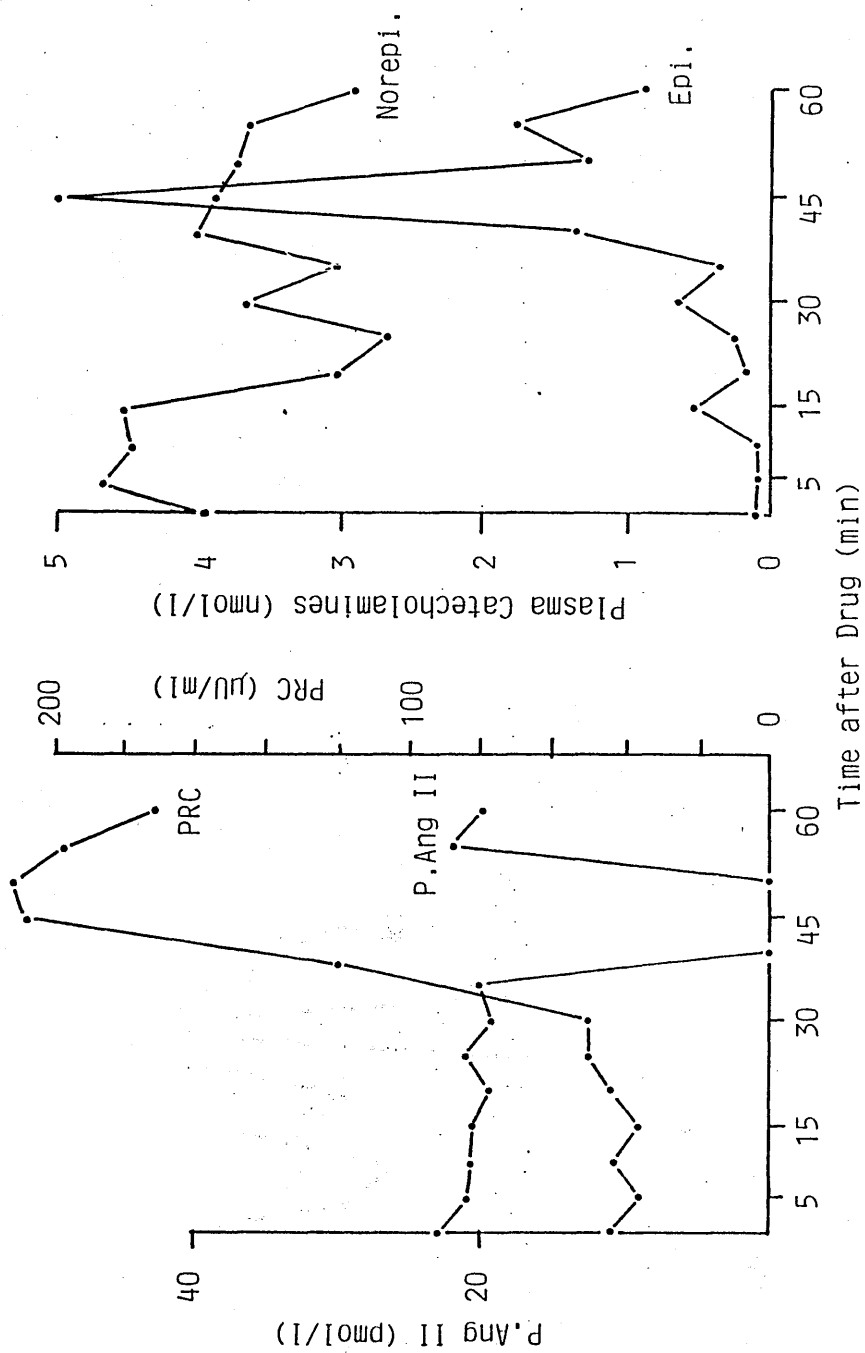 P.Ang II (pmol/l)
40
20
PRC
P.Ang II
5
15
30
45
60
PRC (µU/ml)
200
100
0
Plasma Catecholamines (nmol/l)
5
4
3
2
1
0
Norepi.
Epi.
5
15
30
45
60
Time after Drug (min)